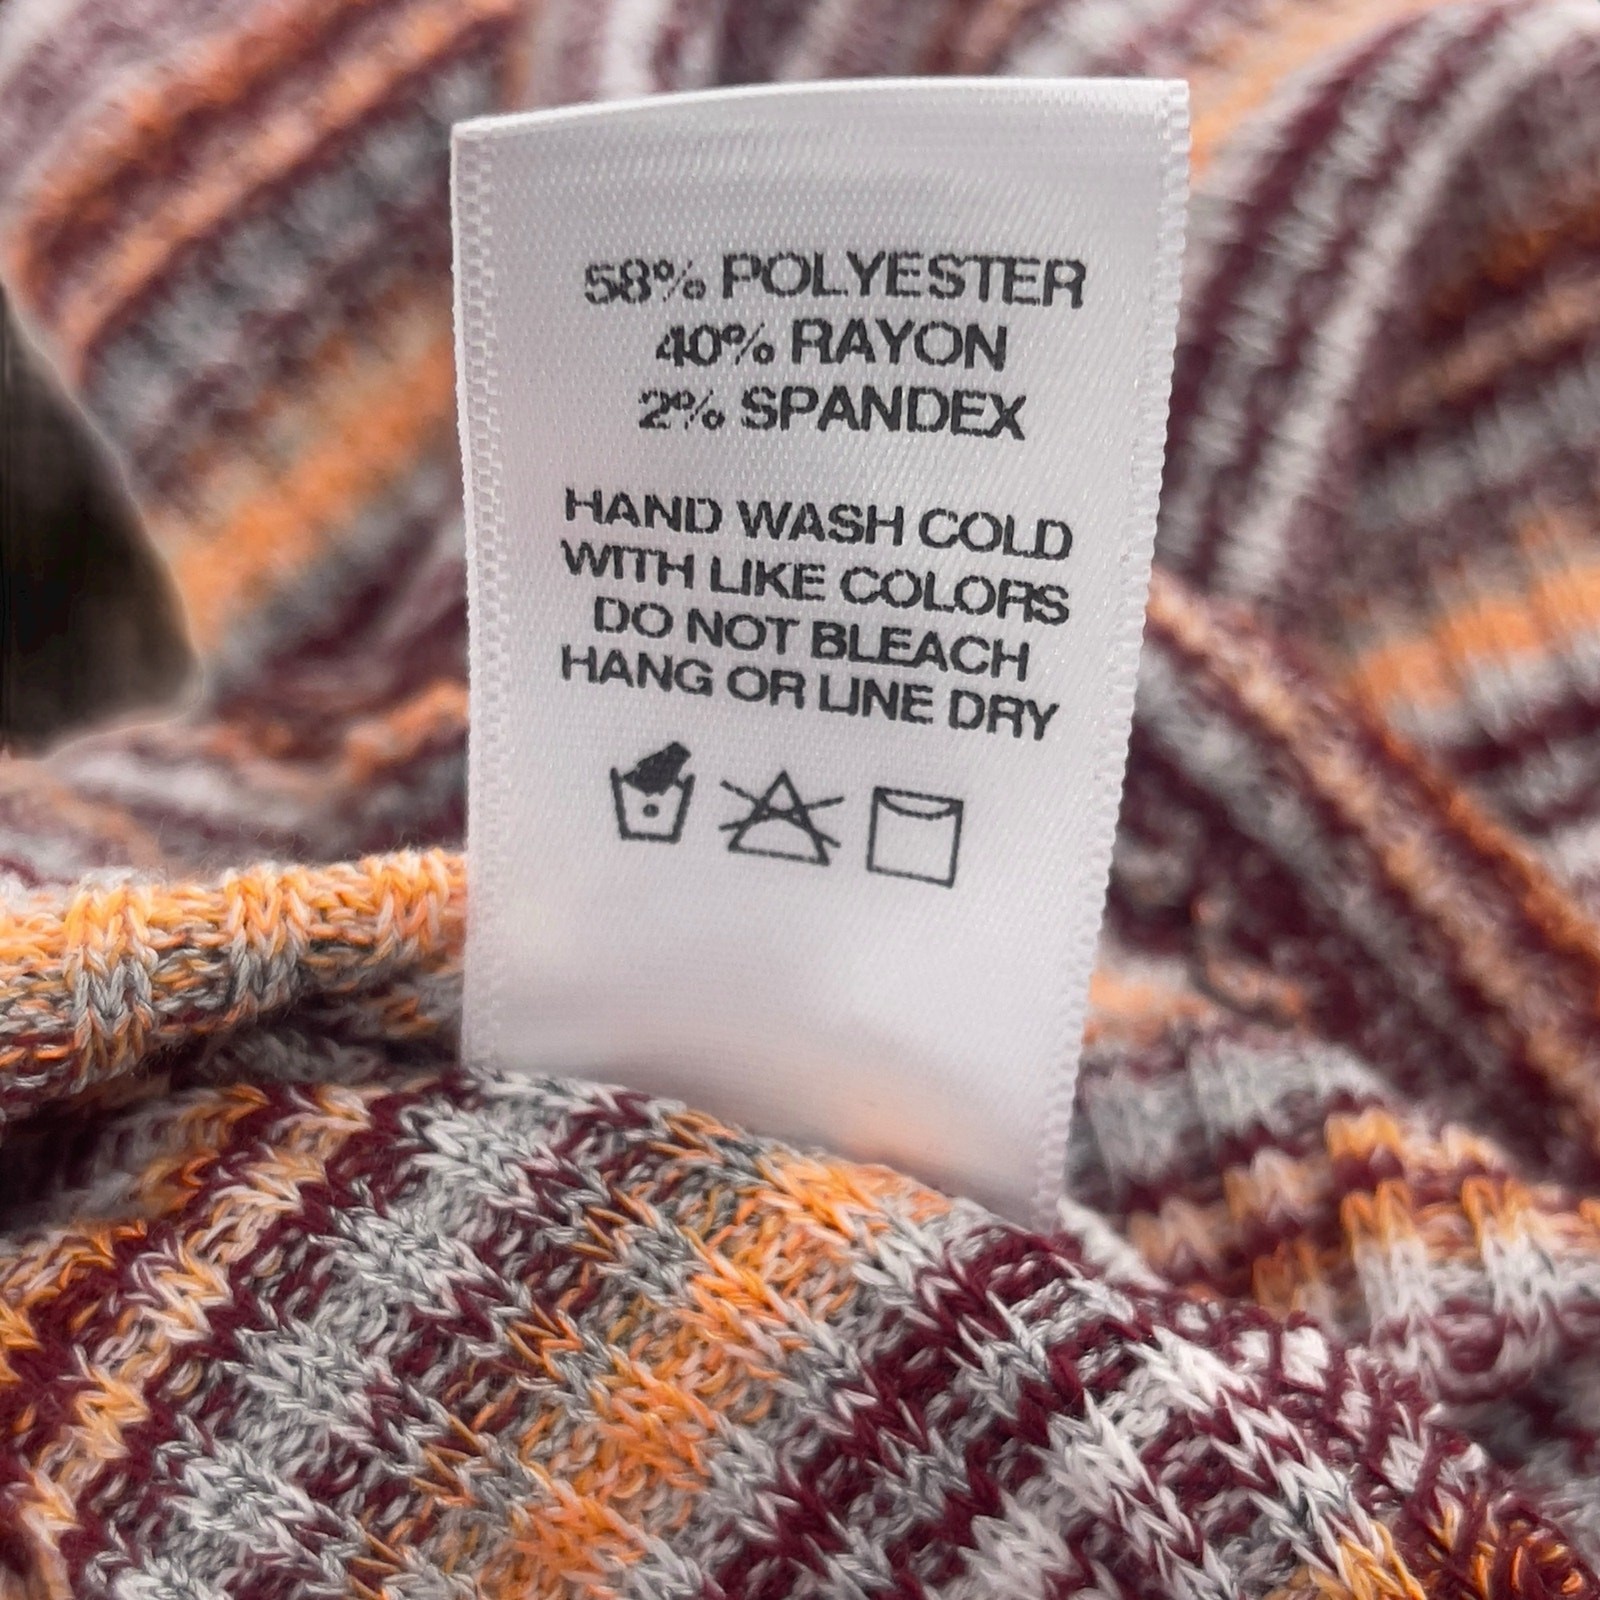 58% POLYESTER
40% RAYON
2% SPANDEX
HAND WASH COLD
WITH LIKE COLORS
DO NOT BLEACH
HANG OR LINE DRY